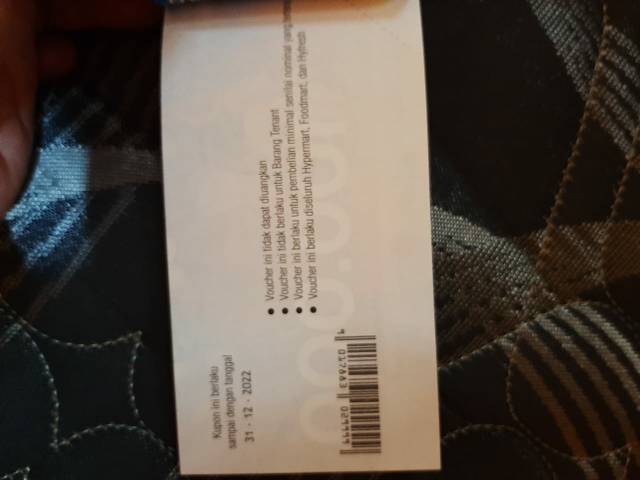 Voucher ini tidak dapat diuangkan
Voucher ini tidak berlaku untuk Barang Tenant
Voucher ini berlaku untuk pembelian minimal senilai nominal yang
Voucher ini berlaku diseluruh Hypermart, Foodmart, dan Hyfresh
Kupon ini berlaku
sampai dengan tanggal
31 - 12 - 2022